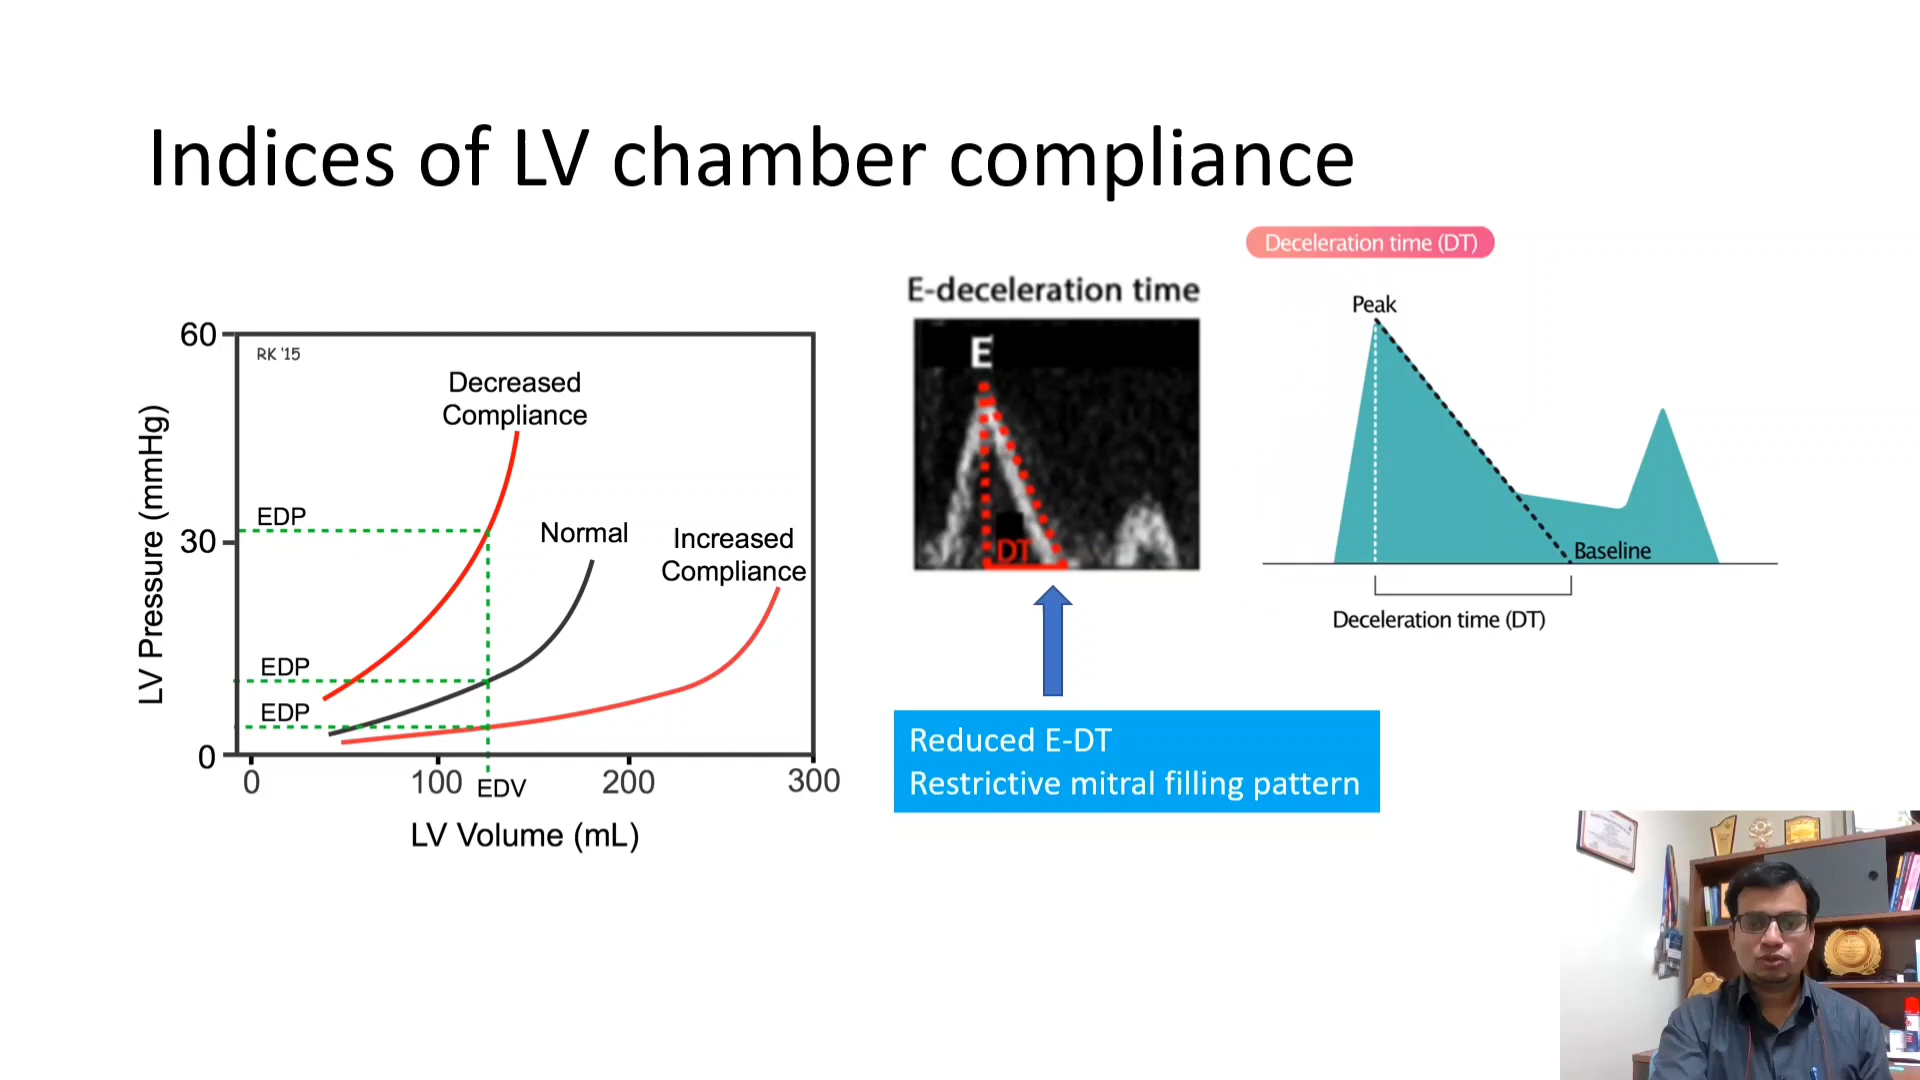 Indices of LV chamber compliance
60
30
0
LV Pressure (mmHg)
RK '15
Decreased
Compliance
Normal
Increased
Compliance
EDP
EDP
EDP
0
100
EDV
200
300
LV Volume (mL)
E-deceleration time
E
DT
Reduced E-DT
Restrictive mitral filling pattern
Deceleration time (DT)
Peak
Baseline
Deceleration time (DT)